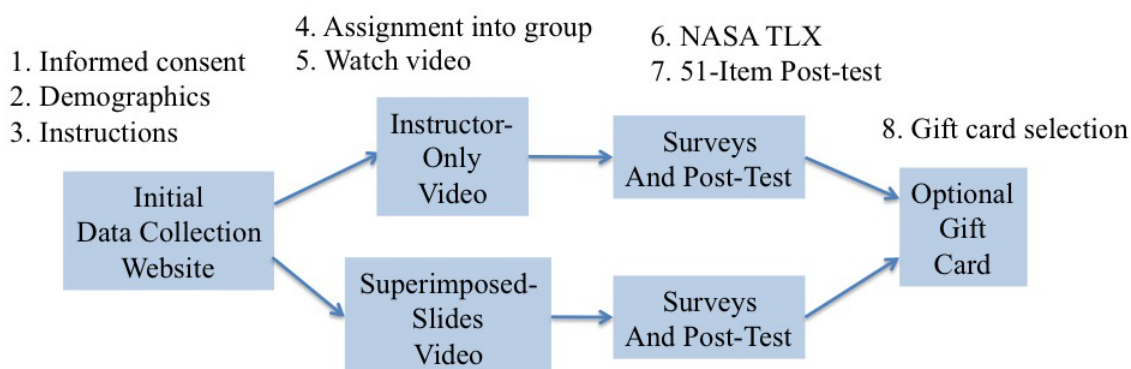 1. Informed consent
2. Demographics
3. Instructions
4. Assignment into group
5. Watch video
6. NASA TLX
7. 51-Item Post-test
8. Gift card selection
Initial
Data Collection
Website
Instructor-
Only
Video
Superimposed-
Slides
Video
Surveys
And Post-Test
Surveys
And Post-Test
Optional
Gift
Card